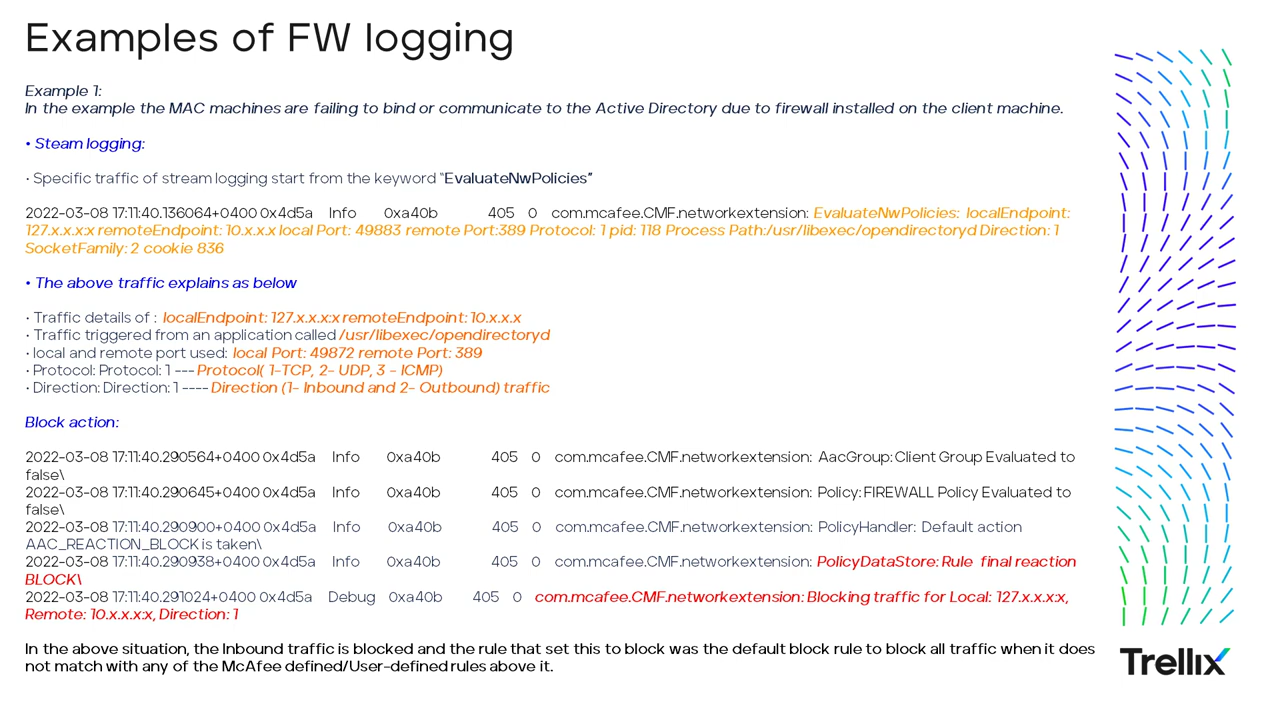 Examples of FW logging
Example 1:
In the example the MAC machines are failing to bind or communicate to the Active Directory due to firewall installed on the client machine.
• Steam logging:
· Specific traffic of stream logging start from the keyword “EvaluateNwPolicies”
2022-03-08 17:11:40.136064+0400 0x4d5a Info 0xa40b 405 0 com.mcafee.CMF.networkextension: EvaluateNwPolicies: localEndpoint:
127.x.x.x:x remoteEndpoint: 10.x.x.x local Port: 49883 remote Port:389 Protocol: 1 pid: 118 Process Path:/usr/libexec/opendirectoryd Direction: 1
SocketFamily: 2 cookie 836
• The above traffic explains as below
· Traffic details of : localEndpoint: 127.x.x.x:x remoteEndpoint: 10.x.x.x
· Traffic triggered from an application called /usr/libexec/opendirectoryd
· local and remote port used: local Port: 49872 remote Port: 389
· Protocol: Protocol: 1 --- Protocol( 1-TCP, 2- UDP, 3 - ICMP)
· Direction: Direction: 1 ---- Direction (1- Inbound and 2- Outbound) traffic
Block action:
2022-03-08 17:11:40.290564+0400 0x4d5a Info 0xa40b 405 0 com.mcafee.CMF.networkextension: AacGroup: Client Group Evaluated to
false\
2022-03-08 17:11:40.290645+0400 0x4d5a Info 0xa40b 405 0 com.mcafee.CMF.networkextension: Policy: FIREWALL Policy Evaluated to
false\
2022-03-08 17:11:40.290900+0400 0x4d5a Info 0xa40b 405 0 com.mcafee.CMF.networkextension: PolicyHandler: Default action
AAC_REACTION_BLOCK is taken\
2022-03-08 17:11:40.290938+0400 0x4d5a Info 0xa40b 405 0 com.mcafee.CMF.networkextension: PolicyDataStore: Rule final reaction
BLOCK\
2022-03-08 17:11:40.291024+0400 0x4d5a Debug 0xa40b 405 0 com.mcafee.CMF.networkextension: Blocking traffic for Local: 127.x.x.x:x,
Remote: 10.x.x.x:x, Direction: 1
In the above situation, the Inbound traffic is blocked and the rule that set this to block was the default block rule to block all traffic when it does
not match with any of the McAfee defined/User-defined rules above it.
Trellix